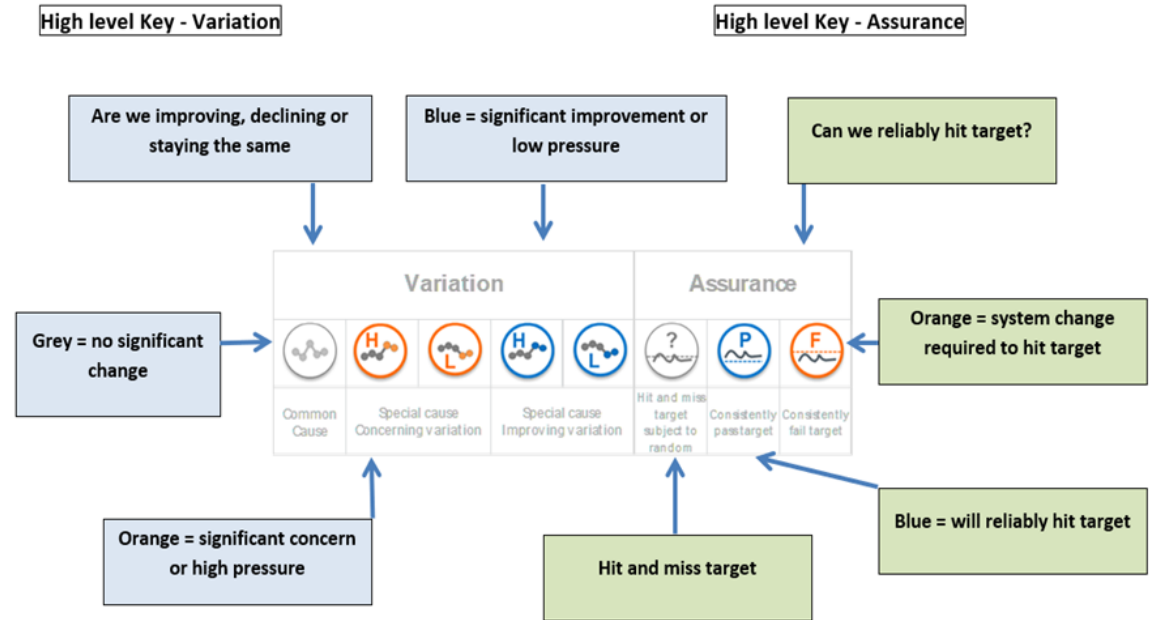 High level Key - Variation
High level Key - Assurance
Are we improving, declining or
staying the same
Blue = significant improvement or
low pressure
Can we reliably hit target?
Variation
Assurance
Grey = no significant
change
H
L
H
L
?
P
F
Orange = system change
required to hit target
Common
Cause
Special cause
Concerning variation
Special cause
Improving variation
Hit and miss
target
subject to
random
Consistently
pass target
Consistently
fail target
Orange = significant concern
or high pressure
Hit and miss target
Blue = will reliably hit target